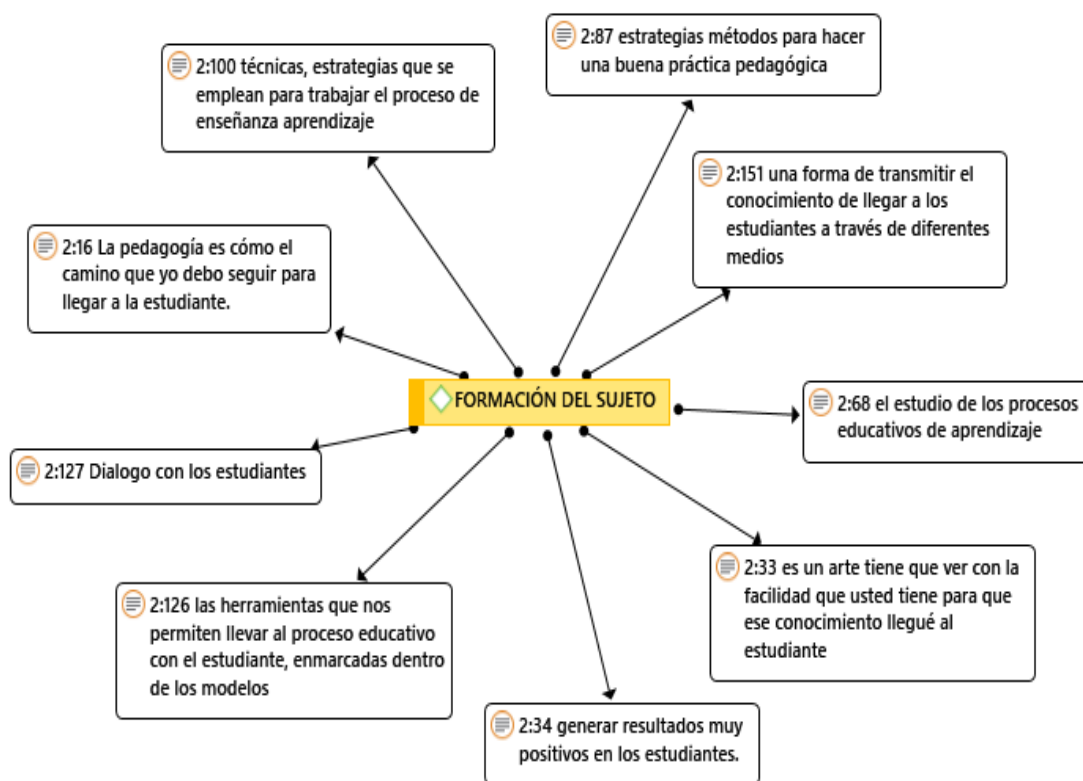 2:87 estrategias métodos para hacer
una buena práctica pedagógica
2:100 técnicas, estrategias que se
emplean para trabajar el proceso de
enseñanza aprendizaje
2:151 una forma de transmitir el
conocimiento de llegar a los
estudiantes a través de diferentes
medios
2:16 La pedagogía es cómo el
camino que yo debo seguir para
llegar a la estudiante.
FORMACIÓN DEL SUJETO
2:68 el estudio de los procesos
educativos de aprendizaje
2:127 Dialogo con los estudiantes
2:33 es un arte tiene que ver con la
facilidad que usted tiene para que
ese conocimiento llegué al
estudiante
2:126 las herramientas que nos
permiten llevar al proceso educativo
con el estudiante, enmarcadas dentro
de los modelos
2:34 generar resultados muy
positivos en los estudiantes.